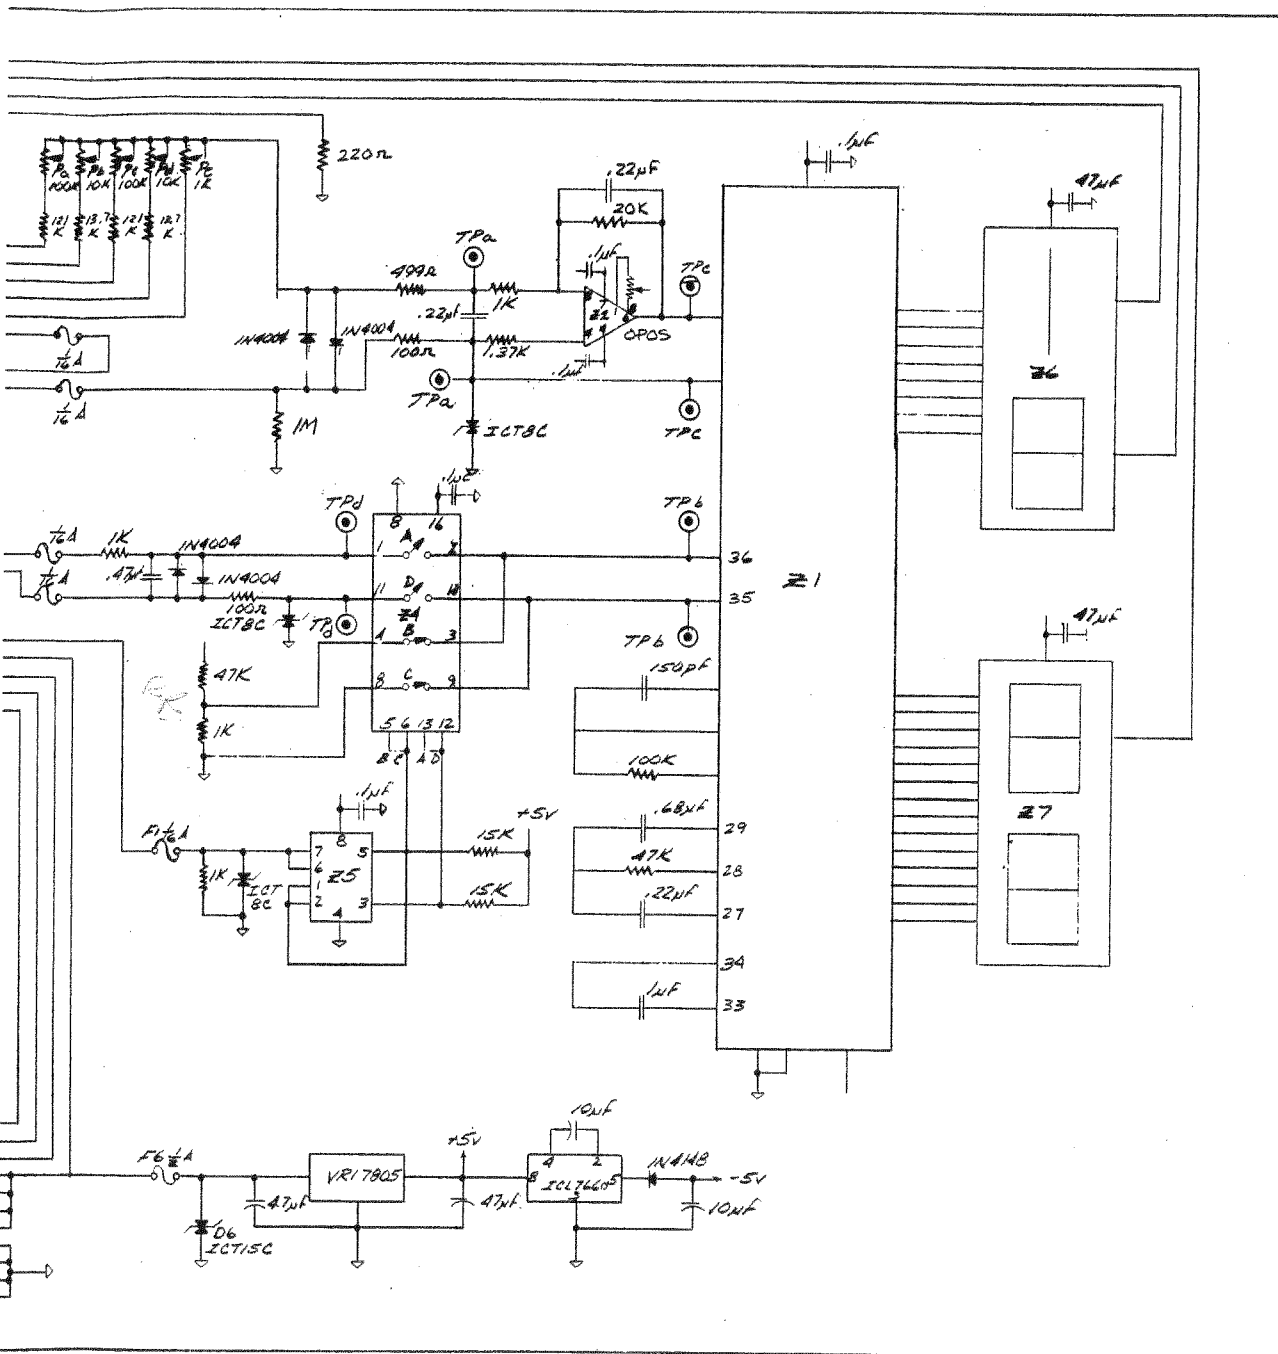 220Ω
Pa 100K
Pb 10K
Pc 100K
Pd 10K
Pe 1K
121 K
13.7 K
121 K
12.7 K
.1µF
.22µF
20K
47µF
TPa
499Ω
1K
.1µF
TPc
.22µf
Z2
OP05
1N4004
1N4004
100Ω
1.37K
.1µF
1/16 A
1/16 A
TPa
TPc
1M
ICT8C
Z6
TPd
8
16
TPb
1/16A
1K
1N4004
1
A
2
36
Z1
.47µf
1N4004
1/16A
11
D
10
35
100Ω
ICT8C
TPd
Z4
4
B
3
TPb
47µF
47K
8
C
9
150pf
1K
5 6 13 12
B C A D
100K
.1µF
+5V
.68µF
29
F1 1/16 A
8
15K
7
5
47K
28
6
Z5
1K
ICT 8C
1
2
3
4
15K
.22µF
27
Z7
34
1µF
33
10µF
F6 1/2 A
+5V
4
2
1N4148
VR1 7805
8
ICL7660
5
-5V
3
47µf
47µf.
10µF
D6
ICT15C